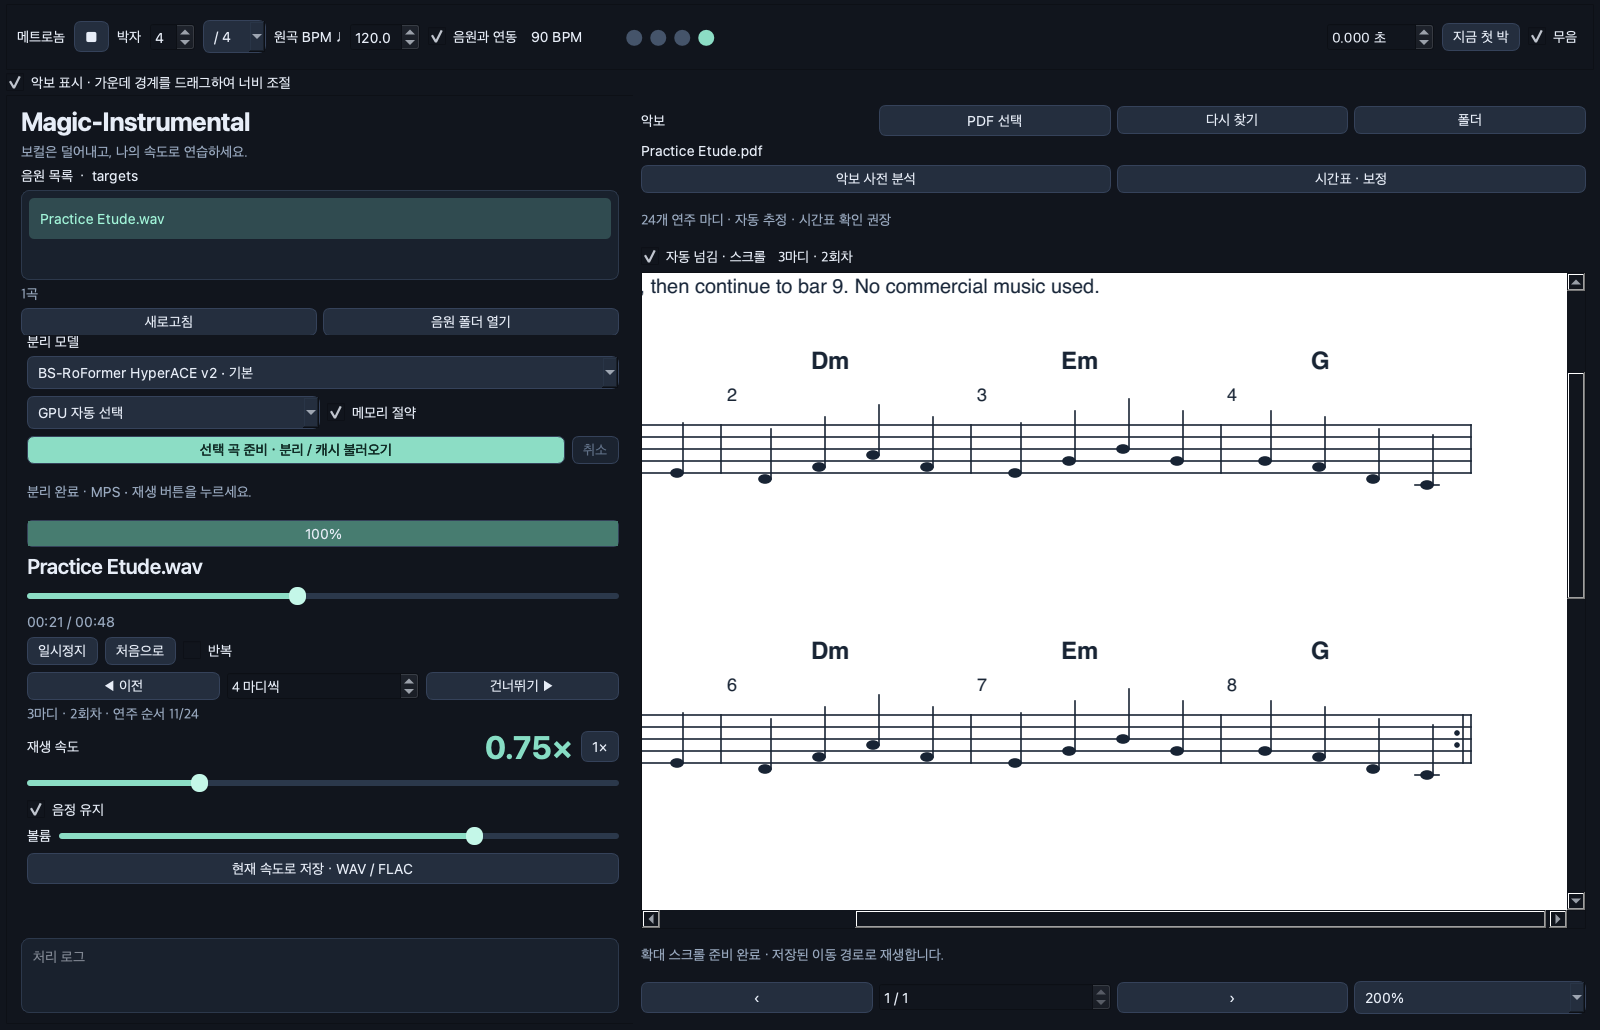 메트로놈 박자 4 / 4 원곡 BPM ♩ 120.0 음원과 연동 90 BPM 0.000 초 지금 첫 박 무음
악보 표시 · 가운데 경계를 드래그하여 너비 조절
Magic-Instrumental
보컬은 덜어내고, 나의 속도로 연습하세요.
음원 목록 · targets
Practice Etude.wav
1곡
새로고침 음원 폴더 열기
분리 모델
BS-RoFormer HyperACE v2 · 기본
GPU 자동 선택 메모리 절약
선택 곡 준비 · 분리 / 캐시 불러오기 취소
분리 완료 · MPS · 재생 버튼을 누르세요.
100%
Practice Etude.wav
00:21 / 00:48
일시정지 처음으로 반복
◀ 이전 4 마디씩 건너뛰기 ▶
3마디 · 2회차 · 연주 순서 11/24
재생 속도 0.75× 1×
음정 유지
볼륨
현재 속도로 저장 · WAV / FLAC
처리 로그
악보 PDF 선택 다시 찾기 폴더
Practice Etude.pdf
악보 사전 분석 시간표 · 보정
24개 연주 마디 · 자동 추정 · 시간표 확인 권장
자동 넘김 · 스크롤 3마디 · 2회차
, then continue to bar 9. No commercial music used.
Dm Em G
2 3 4
Dm Em G
6 7 8
확대 스크롤 준비 완료 · 저장된 이동 경로로 재생합니다.
‹ 1 / 1 › 200%